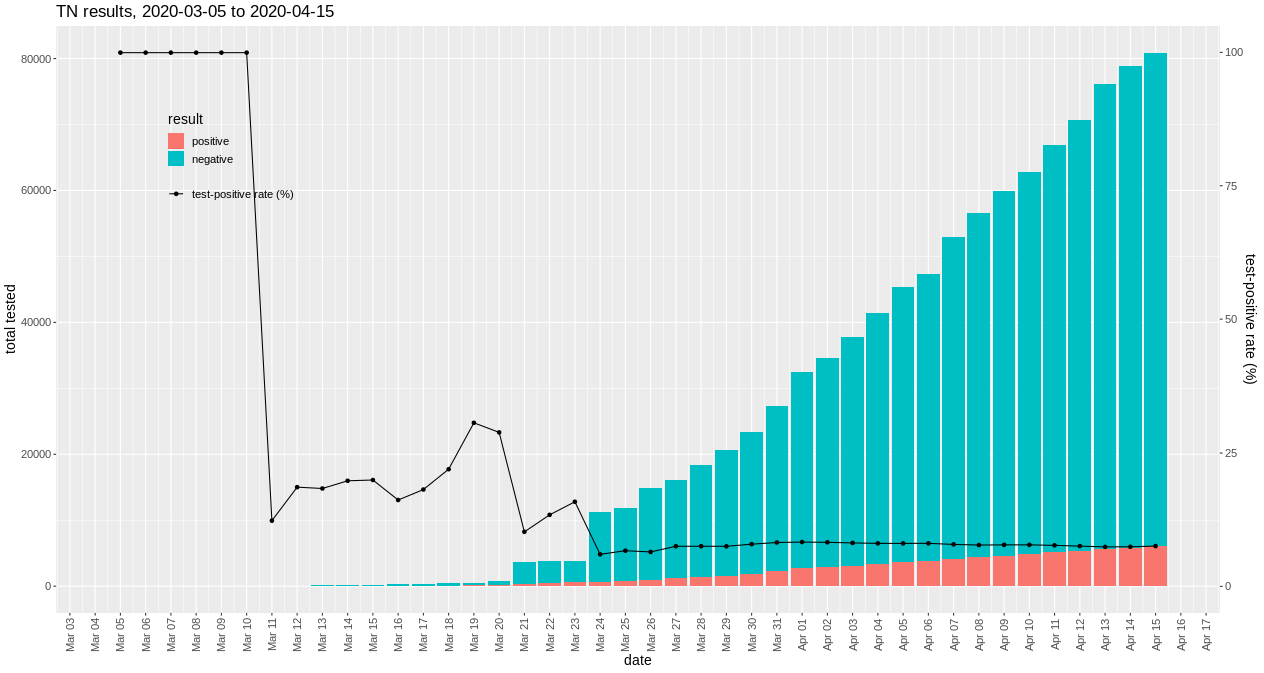 TN results, 2020-03-05 to 2020-04-15
total tested
80000
60000
40000
20000
0
result
positive
negative
test-positive rate (%)
100
75
50
25
0
test-positive rate (%)
Mar 03
Mar 04
Mar 05
Mar 06
Mar 07
Mar 08
Mar 09
Mar 10
Mar 11
Mar 12
Mar 13
Mar 14
Mar 15
Mar 16
Mar 17
Mar 18
Mar 19
Mar 20
Mar 21
Mar 22
Mar 23
Mar 24
Mar 25
Mar 26
Mar 27
Mar 28
Mar 29
Mar 30
Mar 31
Apr 01
Apr 02
Apr 03
Apr 04
Apr 05
Apr 06
Apr 07
Apr 08
Apr 09
Apr 10
Apr 11
Apr 12
Apr 13
Apr 14
Apr 15
Apr 16
Apr 17
date